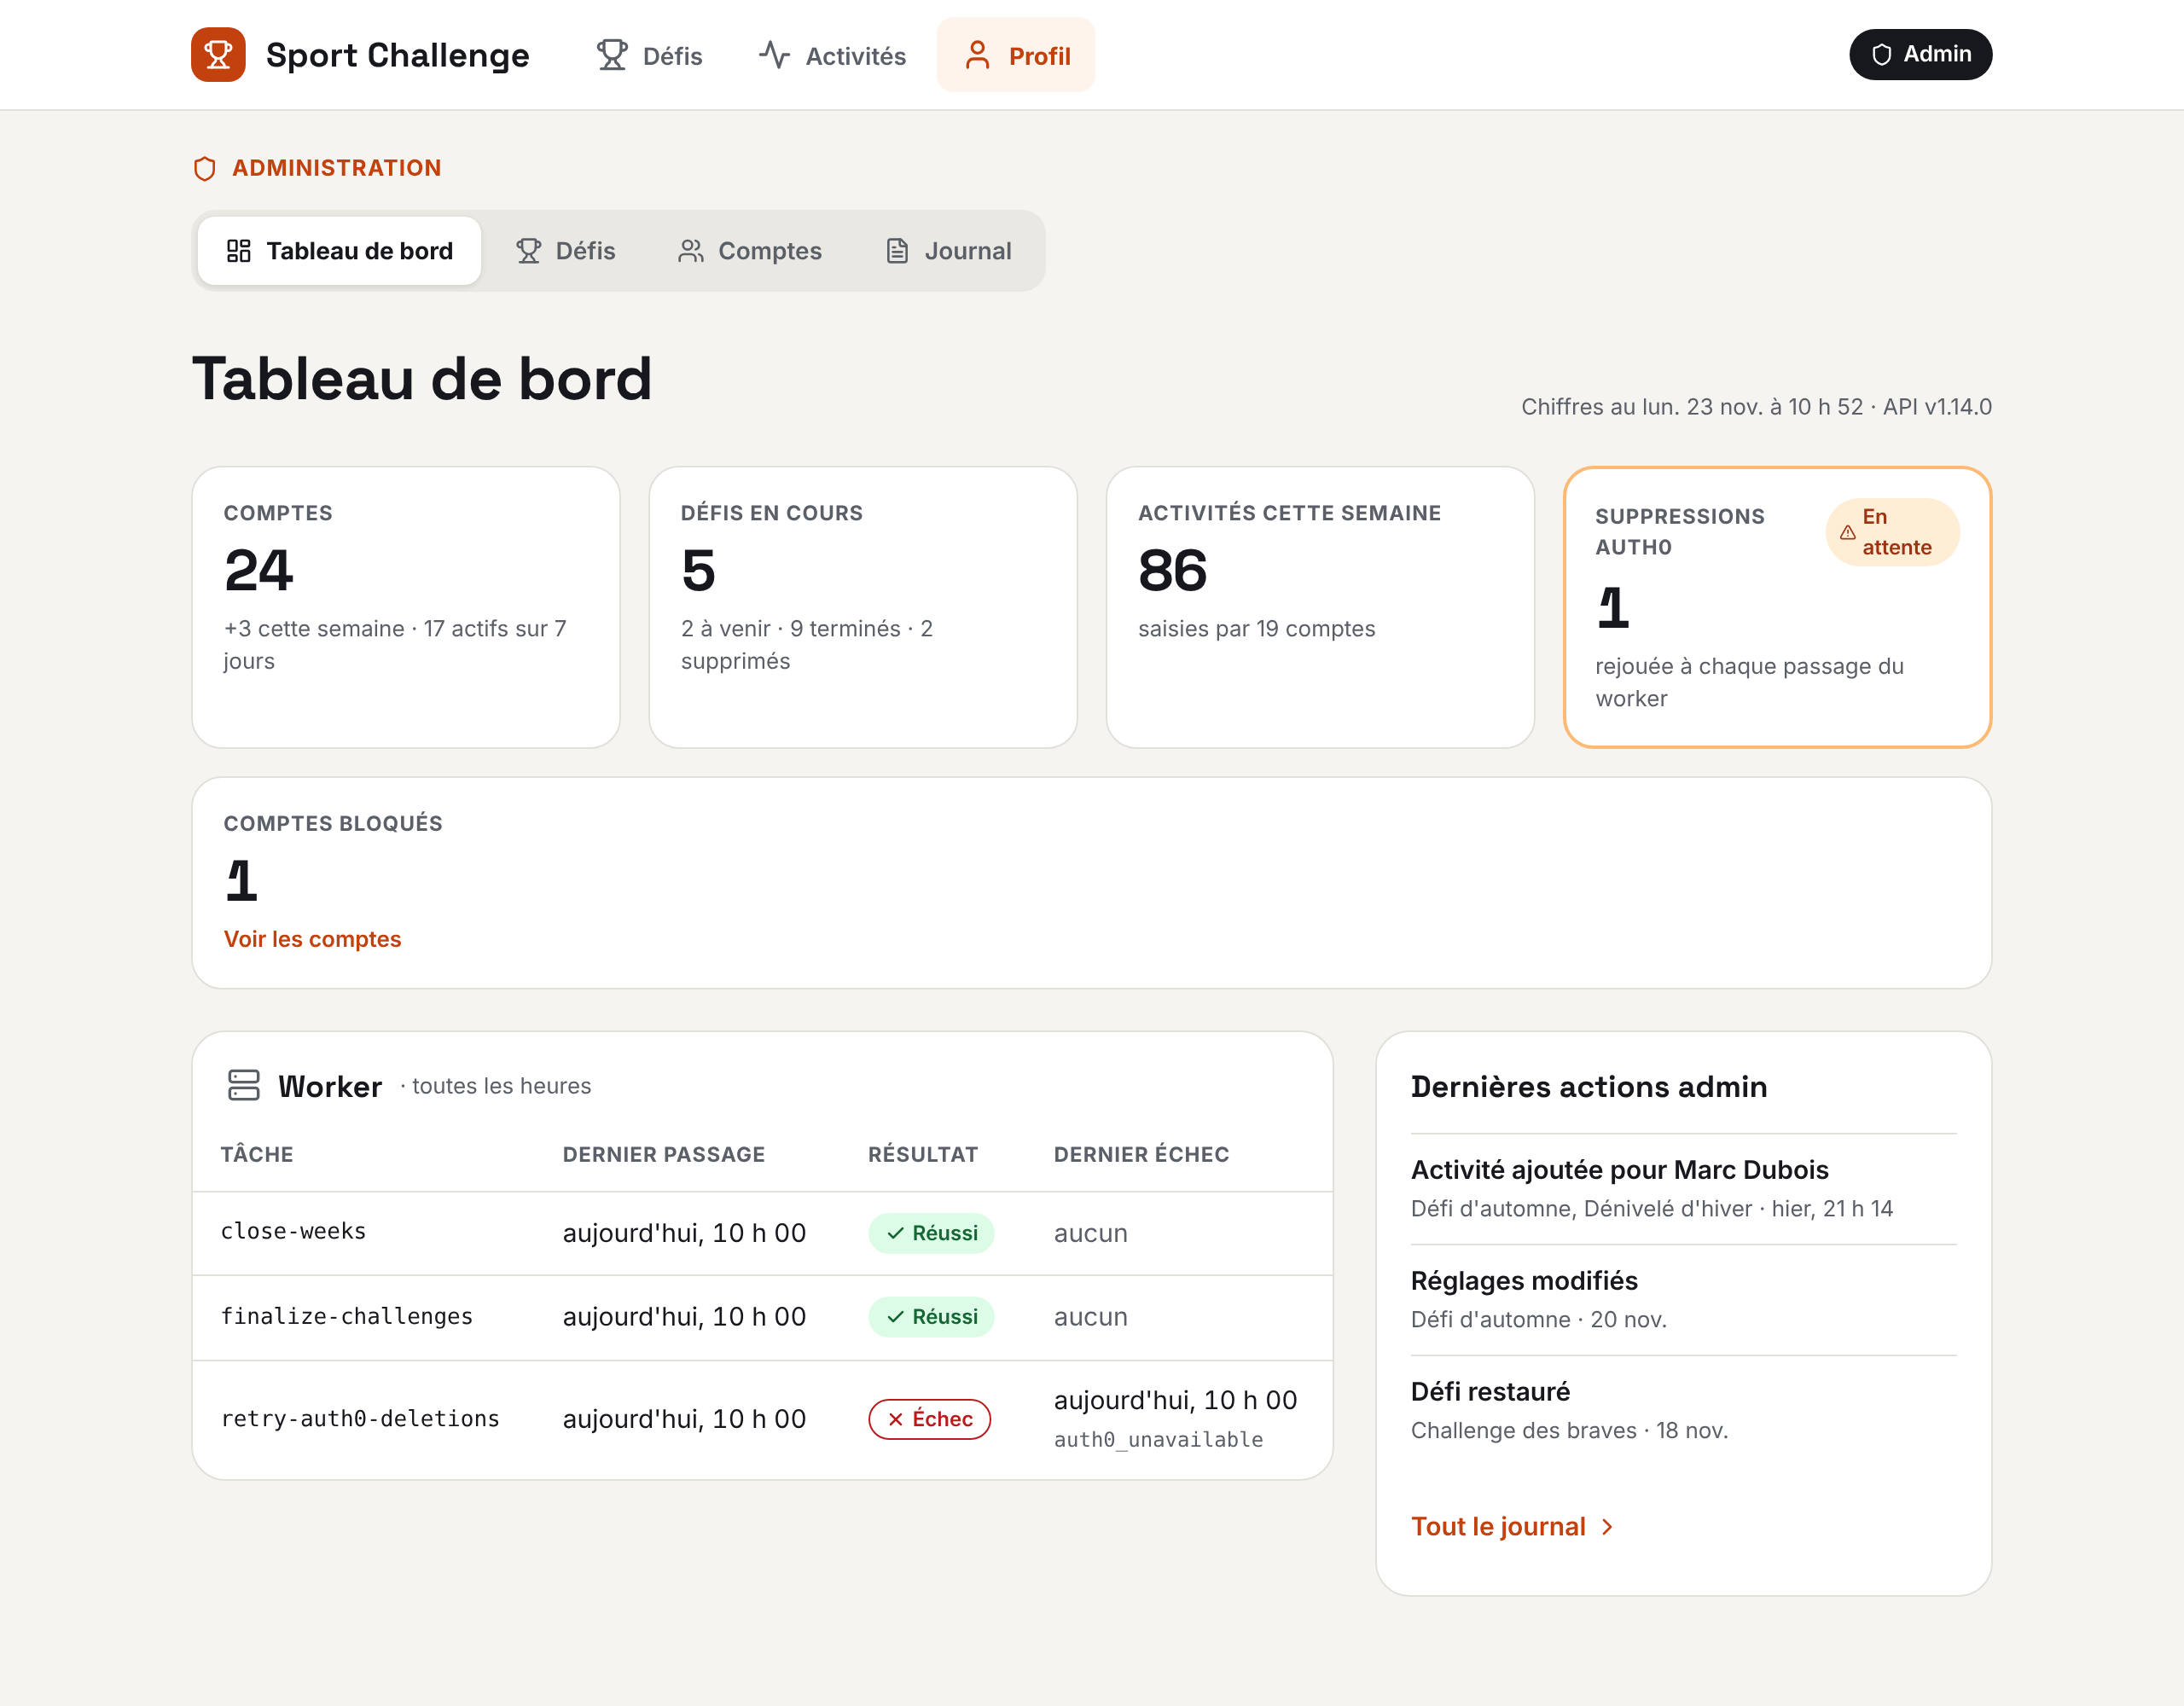 Sport Challenge
Défis
Activités
Profil
Admin
ADMINISTRATION
Tableau de bord
Défis
Comptes
Journal
Tableau de bord
Chiffres au lun. 23 nov. à 10 h 52 · API v1.14.0
COMPTES
24
+3 cette semaine · 17 actifs sur 7
jours
DÉFIS EN COURS
5
2 à venir · 9 terminés · 2
supprimés
ACTIVITÉS CETTE SEMAINE
86
saisies par 19 comptes
SUPPRESSIONS
AUTH0
En
attente
1
rejouée à chaque passage du
worker
COMPTES BLOQUÉS
1
Voir les comptes
Worker · toutes les heures
TÂCHE DERNIER PASSAGE RÉSULTAT DERNIER ÉCHEC
close-weeks aujourd'hui, 10 h 00 Réussi aucun
finalize-challenges aujourd'hui, 10 h 00 Réussi aucun
retry-auth0-deletions aujourd'hui, 10 h 00 Échec aujourd'hui, 10 h 00
auth0_unavailable
Dernières actions admin
Activité ajoutée pour Marc Dubois
Défi d'automne, Dénivelé d'hiver · hier, 21 h 14
Réglages modifiés
Défi d'automne · 20 nov.
Défi restauré
Challenge des braves · 18 nov.
Tout le journal